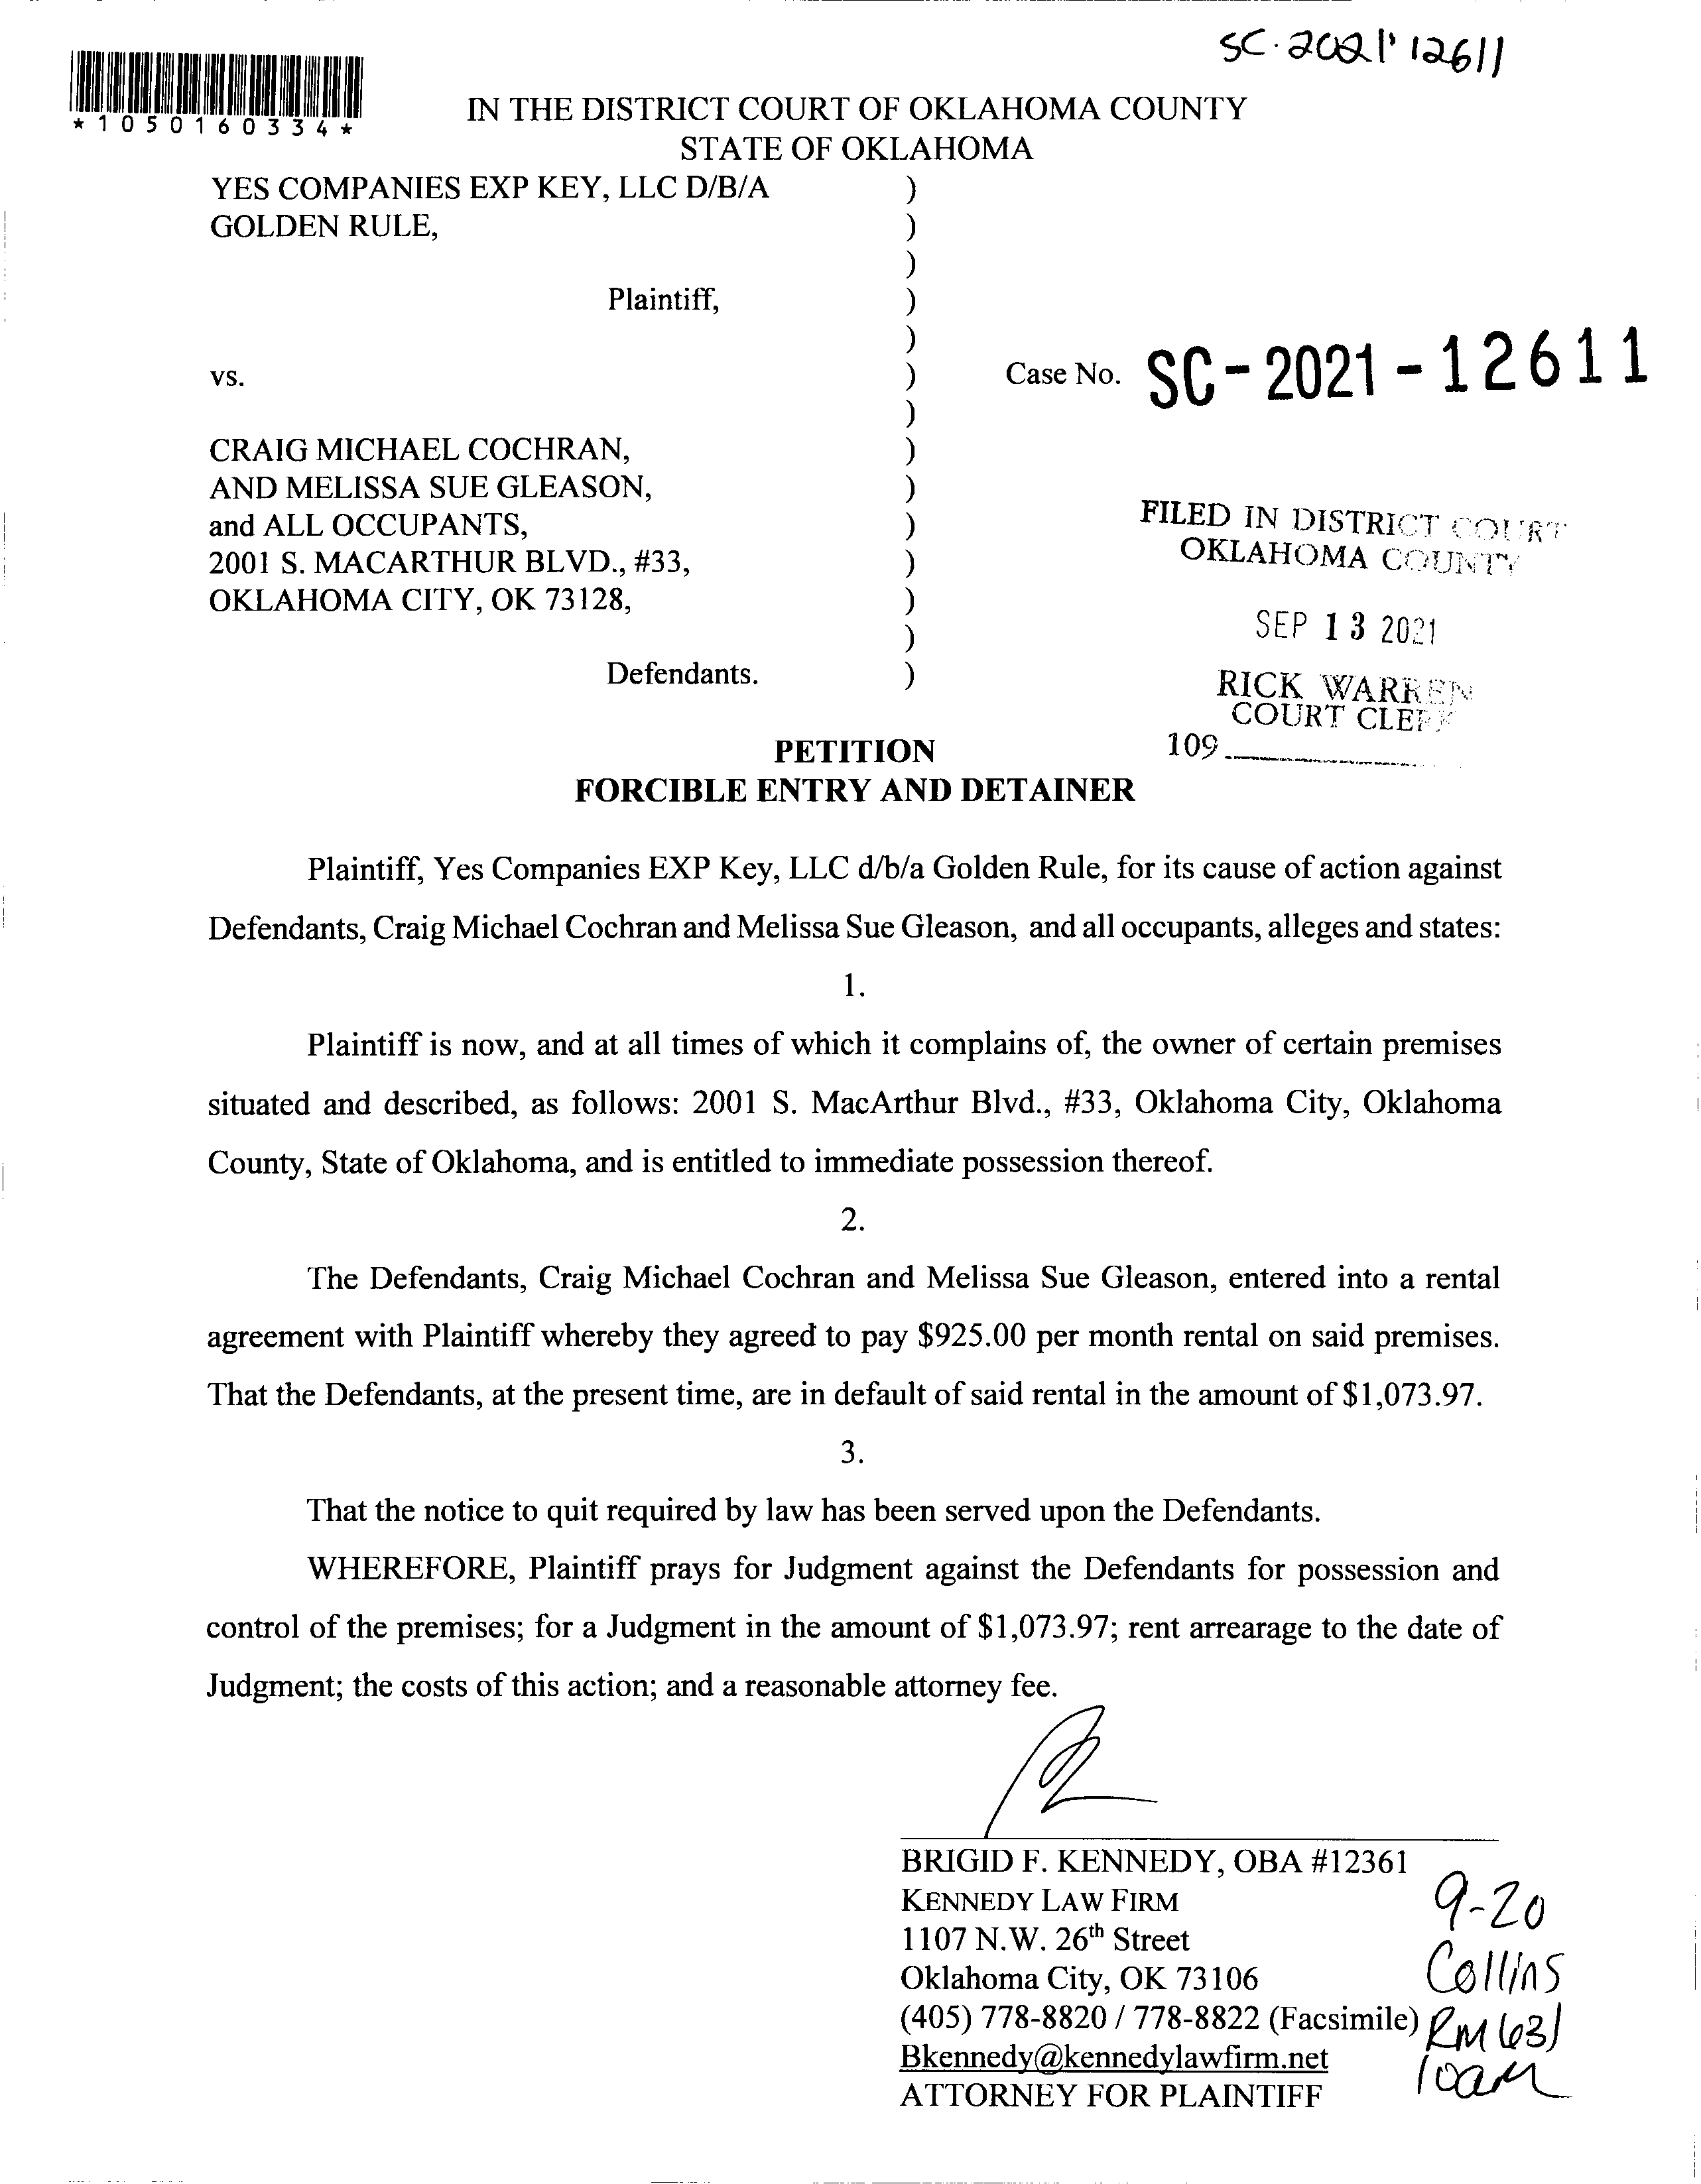 SC-2021-12611
*1050160334*
IN THE DISTRICT COURT OF OKLAHOMA COUNTY
STATE OF OKLAHOMA
YES COMPANIES EXP KEY, LLC D/B/A )
GOLDEN RULE, )
)
Plaintiff, )
)
vs. ) Case No. SC-2021-12611
)
CRAIG MICHAEL COCHRAN, )
AND MELISSA SUE GLEASON, )
and ALL OCCUPANTS, )
2001 S. MACARTHUR BLVD., #33, )
OKLAHOMA CITY, OK 73128, )
)
Defendants. )
FILED IN DISTRICT COURT
OKLAHOMA COUNTY
SEP 13 2021
RICK WARREN
COURT CLERK
109
PETITION
FORCIBLE ENTRY AND DETAINER
Plaintiff, Yes Companies EXP Key, LLC d/b/a Golden Rule, for its cause of action against
Defendants, Craig Michael Cochran and Melissa Sue Gleason, and all occupants, alleges and states:
1.
Plaintiff is now, and at all times of which it complains of, the owner of certain premises
situated and described, as follows: 2001 S. MacArthur Blvd., #33, Oklahoma City, Oklahoma
County, State of Oklahoma, and is entitled to immediate possession thereof.
2.
The Defendants, Craig Michael Cochran and Melissa Sue Gleason, entered into a rental
agreement with Plaintiff whereby they agreed to pay $925.00 per month rental on said premises.
That the Defendants, at the present time, are in default of said rental in the amount of $1,073.97.
3.
That the notice to quit required by law has been served upon the Defendants.
WHEREFORE, Plaintiff prays for Judgment against the Defendants for possession and
control of the premises; for a Judgment in the amount of $1,073.97; rent arrearage to the date of
Judgment; the costs of this action; and a reasonable attorney fee.
BRIGID F. KENNEDY, OBA #12361
KENNEDY LAW FIRM
1107 N.W. 26th Street
Oklahoma City, OK 73106
(405) 778-8820 / 778-8822 (Facsimile)
Bkennedy@kennedylawfirm.net
ATTORNEY FOR PLAINTIFF
9-20
Collins
RM 631
10am